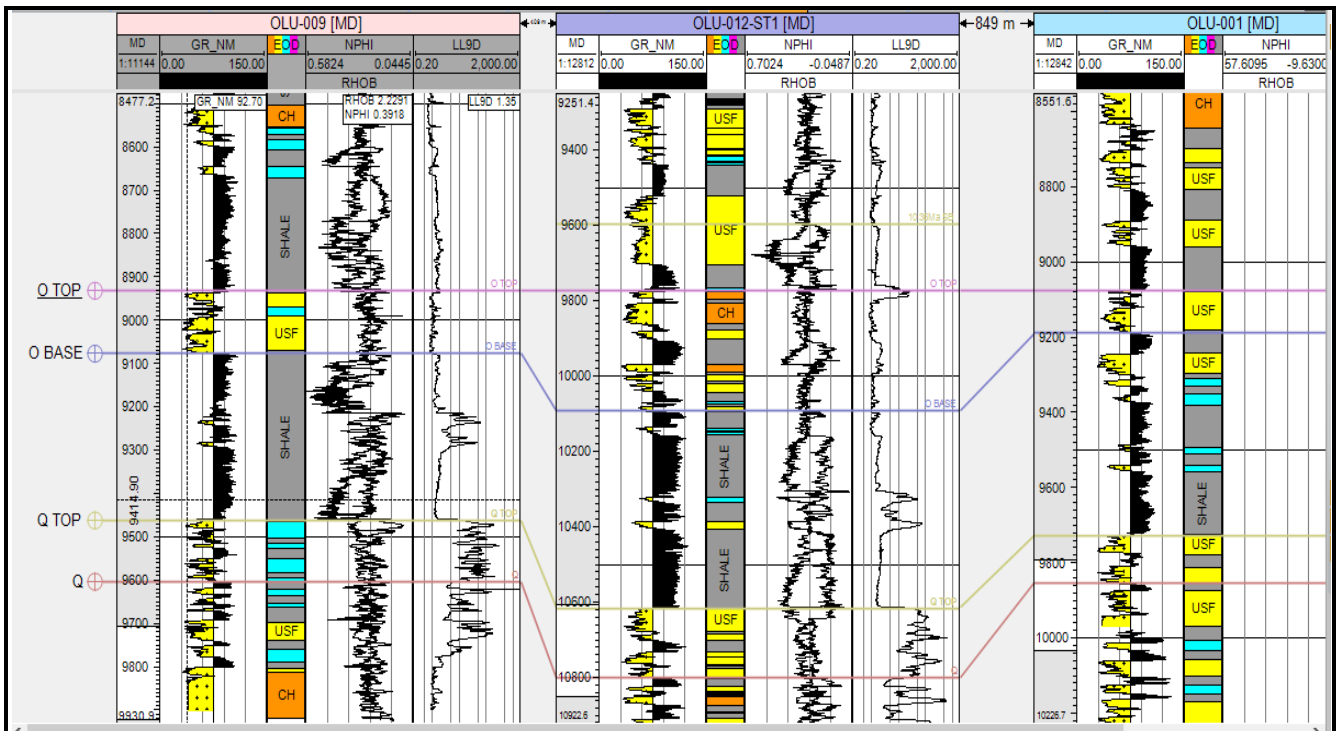 OLU-009 [MD]
OLU-012-ST1 [MD]
849 m
OLU-001 [MD]
MD GR_NM EOD NPHI LL9D
MD GR_NM EOD NPHI LL9D
MD GR_NM EOD NPHI
1:11144 0.00 150.00 0.5824 0.0445 0.20 2,000.00
1:12812 0.00 150.00 0.7024 -0.0487 0.20 2,000.00
1:12842 0.00 150.00 57.6095 -9.6300
RHOB
RHOB
RHOB
8477.2
GR_NM 92.70
RHOB 2.2291
NPHI 0.3918
LL9D 1.35
CH
8600
8700
8800
SHALE
8900
O TOP
O TOP
9000
USF
O BASE
O BASE
9100
9200
9300
SHALE
9414.90
Q TOP
Q TOP
9500
Q
Q
9600
9700
USF
9800
CH
9930.9
9251.4
USF
9400
9600
USF
O TOP
9800
CH
10000
O BASE
10200
SHALE
10400
SHALE
10600
Q TOP
USF
Q
10800
10922.6
8551.6
CH
8800
USF
USF
9000
USF
9200
USF
9400
9600
SHALE
USF
9800
USF
10000
10226.7